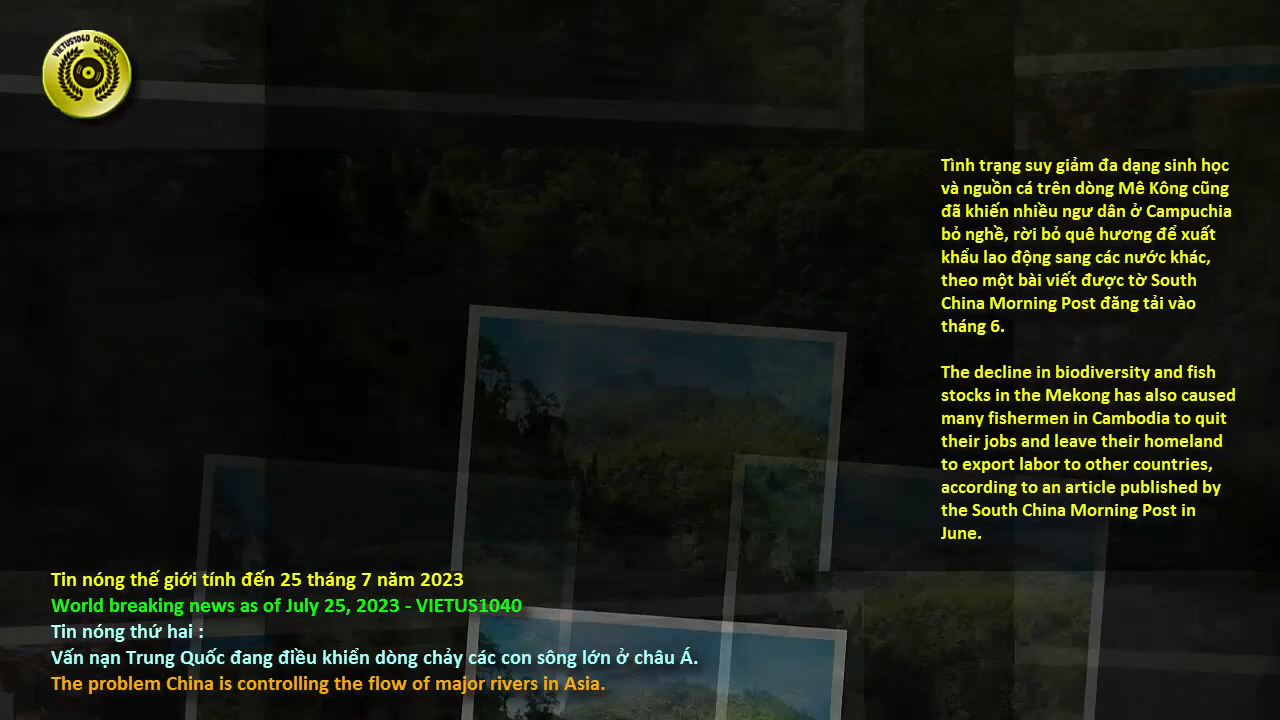 VIETUS1040 CHANNEL
Tình trạng suy giảm đa dạng sinh học
và nguồn cá trên dòng Mê Kông cũng
đã khiến nhiều ngư dân ở Campuchia
bỏ nghề, rời bỏ quê hương để xuất
khẩu lao động sang các nước khác,
theo một bài viết được tờ South
China Morning Post đăng tải vào
tháng 6.
The decline in biodiversity and fish
stocks in the Mekong has also caused
many fishermen in Cambodia to quit
their jobs and leave their homeland
to export labor to other countries,
according to an article published by
the South China Morning Post in
June.
Tin nóng thế giới tính đến 25 tháng 7 năm 2023
World breaking news as of July 25, 2023 - VIETUS1040
Tin nóng thứ hai :
Vấn nạn Trung Quốc đang điều khiển dòng chảy các con sông lớn ở châu Á.
The problem China is controlling the flow of major rivers in Asia.